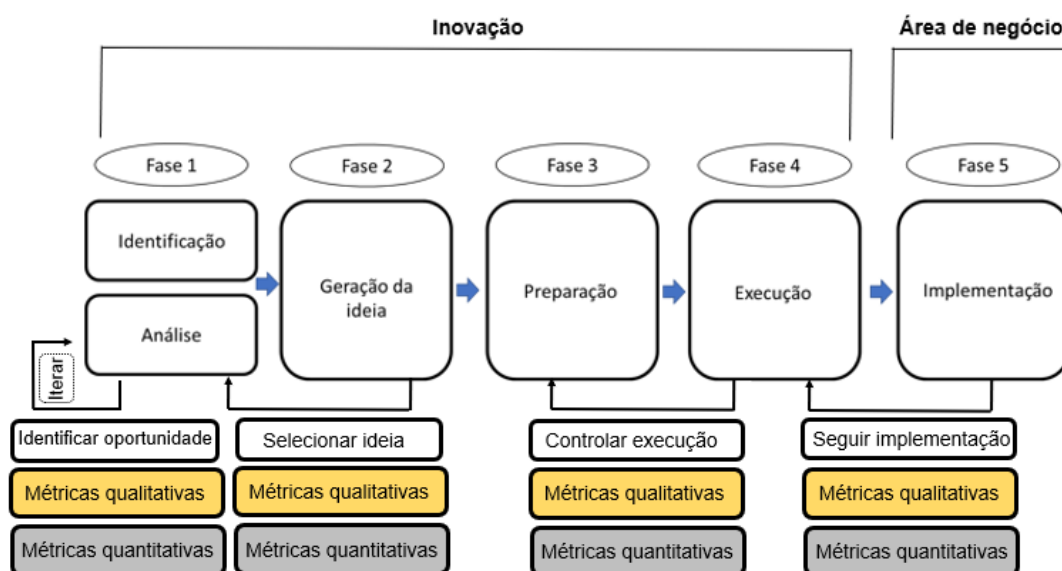 Inovação
Área de negócio
Fase 1
Fase 2
Fase 3
Fase 4
Fase 5
Identificação
Análise
Geração da
ideia
Preparação
Execução
Implementação
Iterar
Identificar oportunidade
Selecionar ideia
Controlar execução
Seguir implementação
Métricas qualitativas
Métricas qualitativas
Métricas qualitativas
Métricas qualitativas
Métricas quantitativas
Métricas quantitativas
Métricas quantitativas
Métricas quantitativas